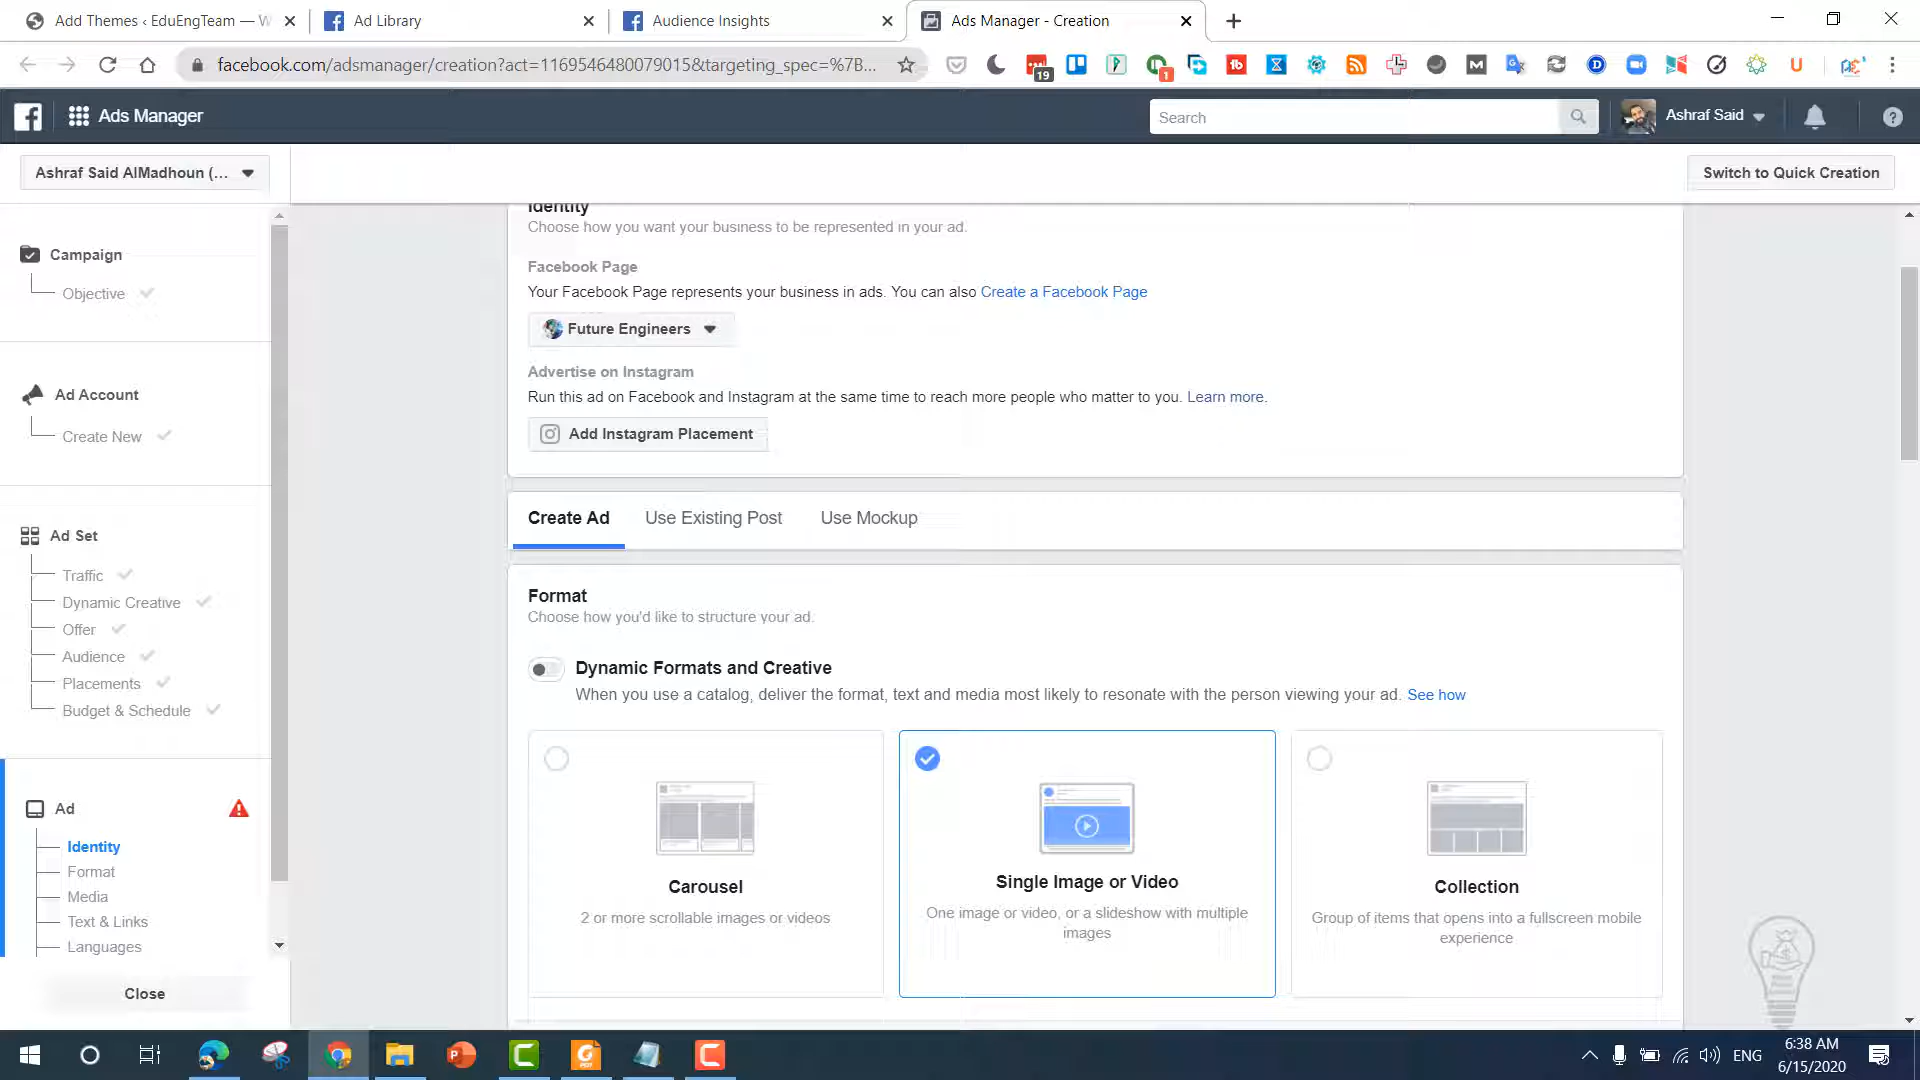 Add Themes ‹ EduEngTeam — W
Ad Library
Audience Insights
Ads Manager - Creation
facebook.com/adsmanager/creation?act=1169546480079015&targeting_spec=%7B...
19
1
Ads Manager
Search
Ashraf Said
Ashraf Said AlMadhoun (...
Switch to Quick Creation
Campaign
Objective
Ad Account
Create New
Ad Set
Traffic
Dynamic Creative
Offer
Audience
Placements
Budget & Schedule
Ad
Identity
Format
Media
Text & Links
Languages
Close
Identity
Choose how you want your business to be represented in your ad.
Facebook Page
Your Facebook Page represents your business in ads. You can also Create a Facebook Page
Future Engineers
Advertise on Instagram
Run this ad on Facebook and Instagram at the same time to reach more people who matter to you. Learn more.
Add Instagram Placement
Create Ad
Use Existing Post
Use Mockup
Format
Choose how you'd like to structure your ad.
Dynamic Formats and Creative
When you use a catalog, deliver the format, text and media most likely to resonate with the person viewing your ad. See how
Carousel
2 or more scrollable images or videos
Single Image or Video
One image or video, or a slideshow with multiple
images
Collection
Group of items that opens into a fullscreen mobile
experience
ENG
6:38 AM
6/15/2020